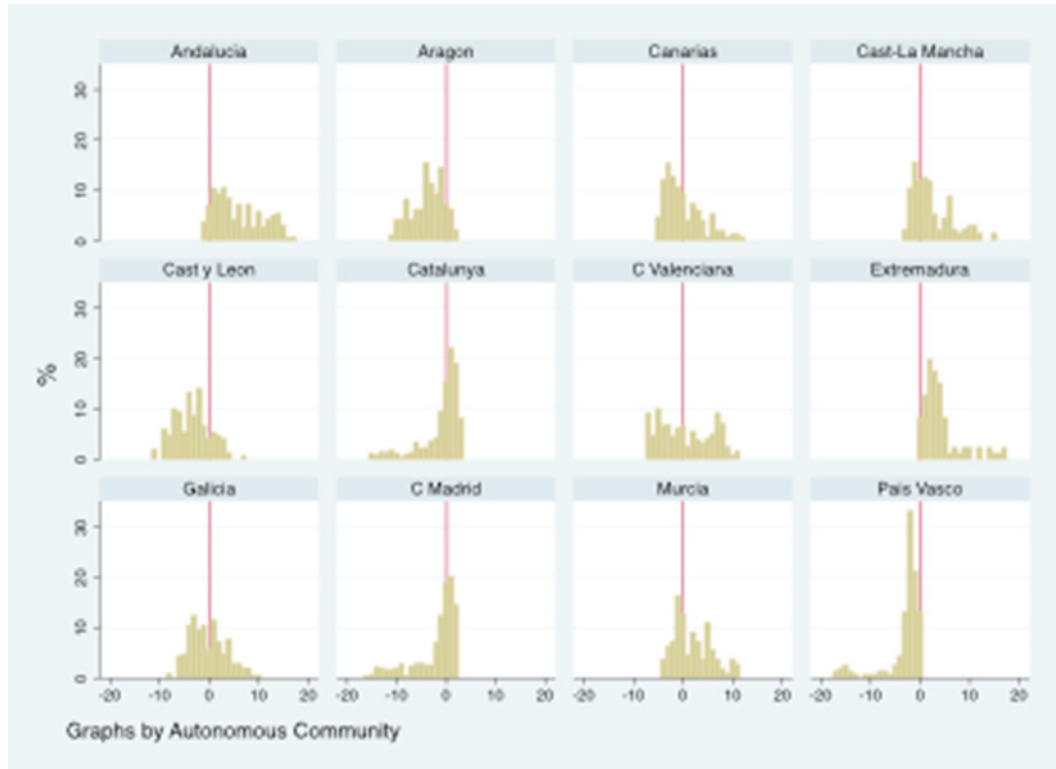 Andalucia Aragon Canarias Cast-La Mancha
0 10 20 30
Cast y Leon Catalunya C Valenciana Extremadura
0 10 20 30
%
Galicia C Madrid Murcia Pais Vasco
0 10 20 30
-20 -10 0 10 20 -20 -10 0 10 20 -20 -10 0 10 20 -20 -10 0 10 20
Graphs by Autonomous Community